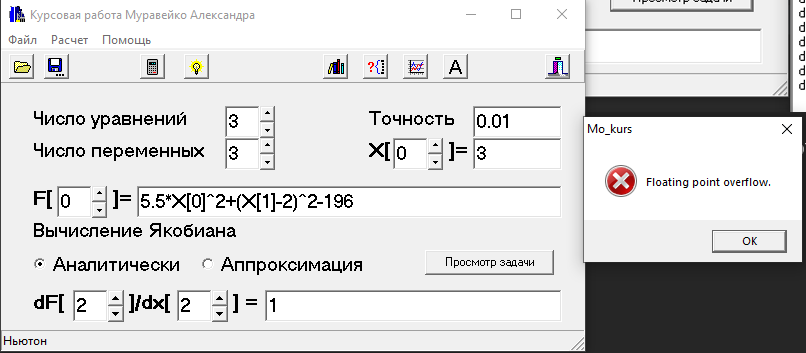 Курсовая работа Муравейко Александра
Файл Расчет Помощь
Число уравнений 3 Точность 0.01
Число переменных 3 X[ 0 ]= 3
F[ 0 ]= 5.5*X[0]^2+(X[1]-2)^2-196
Вычисление Якобиана
Аналитически Аппроксимация Просмотр задачи
dF[ 2 ]/dx[ 2 ] = 1
Ньютон
Mo_kurs
Floating point overflow.
OK